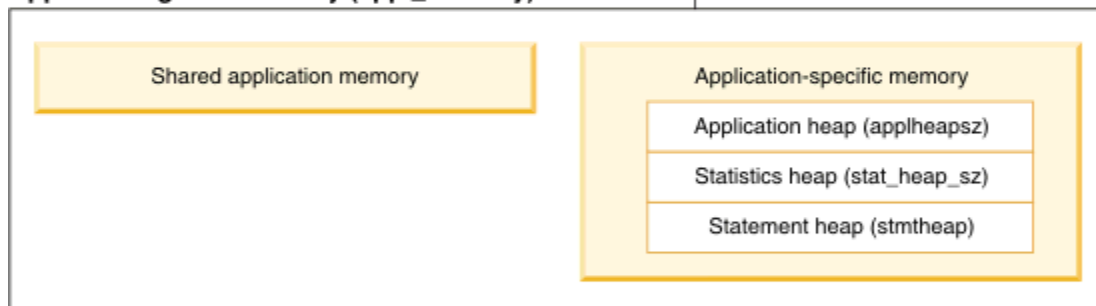 Shared application memory
Application-specific memory
Application heap (applheapsz)
Statistics heap (stat_heap_sz)
Statement heap (stmtheap)